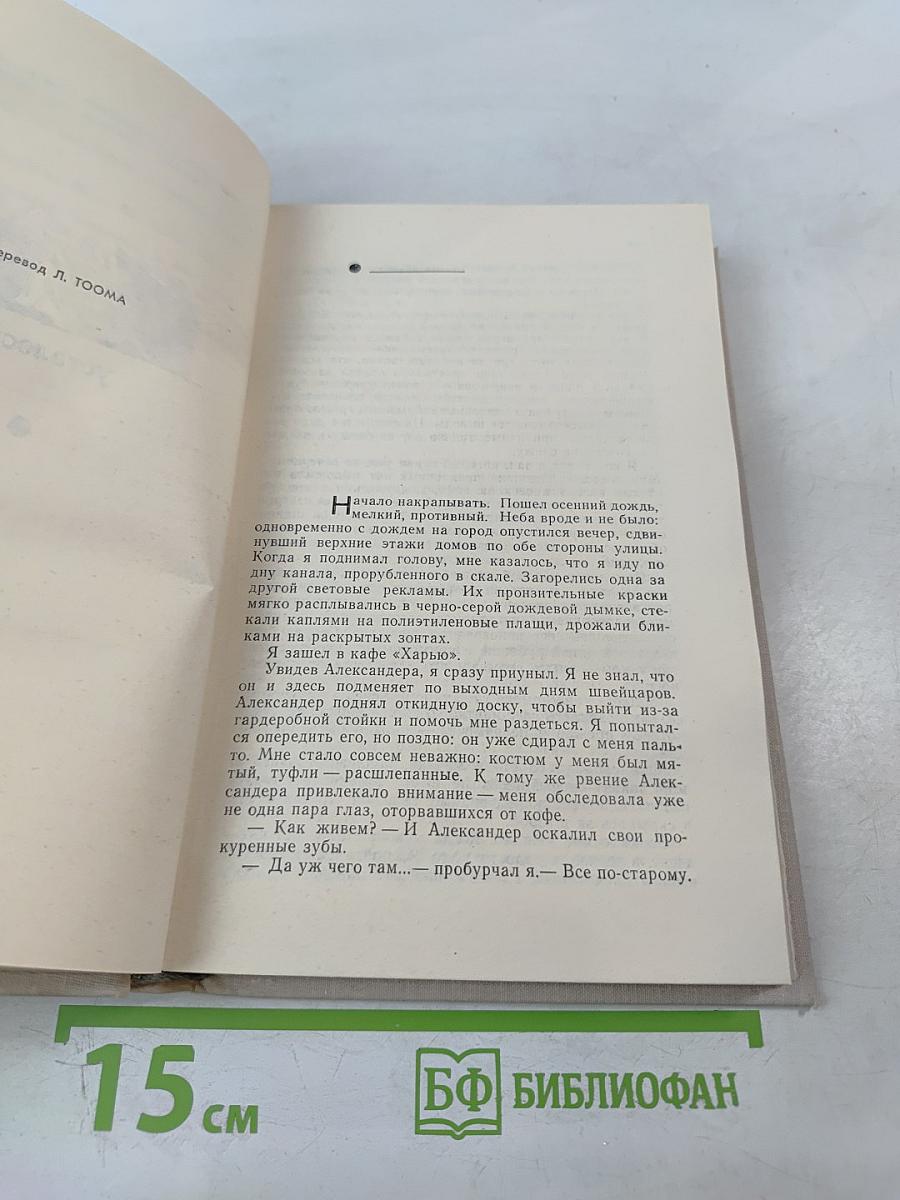 еревод Л. ТООМА
Начало накрапывать. Пошел осенний дождь,
мелкий, противный. Неба вроде и не было:
одновременно с дождем на город опустился вечер, сдви-
нувший верхние этажи домов по обе стороны улицы.
Когда я поднимал голову, мне казалось, что я иду по
дну канала, прорубленного в скале. Загорелись одна за
другой световые рекламы. Их пронзительные краски
мягко расплывались в черно-серой дождевой дымке, сте-
кали каплями на полиэтиленовые плащи, дрожали бли-
ками на раскрытых зонтах.
Я зашел в кафе «Харью».
Увидев Александера, я сразу приуныл. Я не знал, что
он и здесь подменяет по выходным дням швейцаров.
Александер поднял откидную доску, чтобы выйти из-за
гардеробной стойки и помочь мне раздеться. Я попытал-
ся опередить его, но поздно: он уже сдирал с меня паль-
то. Мне стало совсем неважно: костюм у меня был мя-
тый, туфли — расшлепанные. К тому же рвение Алек-
сандера привлекало внимание — меня обследовала уже
не одна пара глаз, оторвавшихся от кофе.
— Как живем? — И Александер оскалил свои про-
куренные зубы.
— Да уж чего там...— пробурчал я.— Все по-старому.
15 см
БФ БИБЛИОФАН